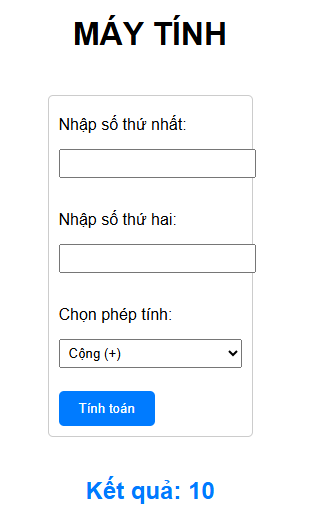 MÁY TÍNH
Nhập số thứ nhất:
Nhập số thứ hai:
Chọn phép tính:
Cộng (+)
Tính toán
Kết quả: 10